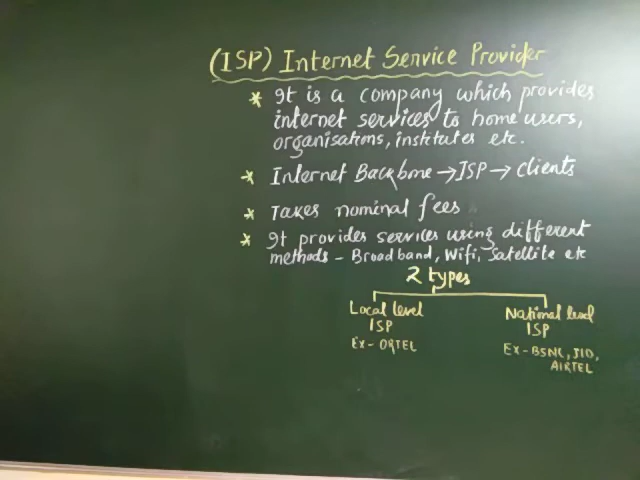 (ISP) Internet Service Provider
* It is a company which provides
internet services to home users,
organisations, institutes etc.
* Internet Backbone → ISP → clients
* Takes nominal fees
* It provides services using different
methods - Broadband, Wifi, Satellite etc
2 types
Local level National level
ISP ISP
Ex- ORTEL Ex- BSNL, JIO,
AIRTEL